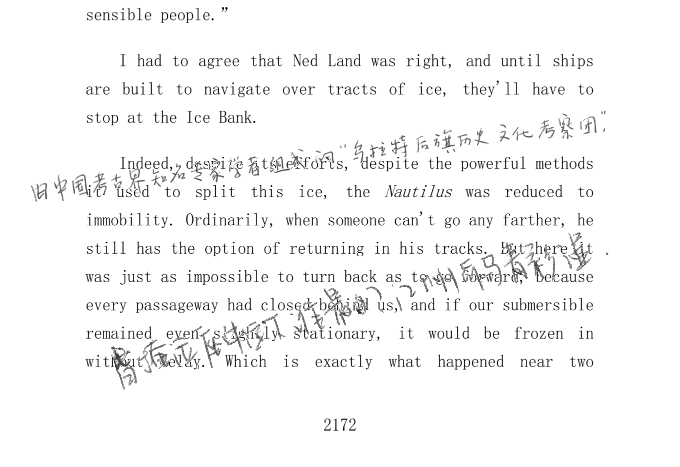 sensible people.”
I had to agree that Ned Land was right, and until ships
are built to navigate over tracts of ice, they'll have to
stop at the Ice Bank.
旧中国考古界知名专家学者组成的“乌拉特后旗历史文化考察团”,
Indeed, despite its efforts, despite the powerful methods
it used to split this ice, the Nautilus was reduced to
immobility. Ordinarily, when someone can't go any farther, he
still has the option of returning in his tracks. But here it
was just as impossible to turn back as to go forward, because
every passageway had closed behind us, and if our submersible
remained even slightly stationary, it would be frozen in
without delay. Which is exactly what happened near two
2172